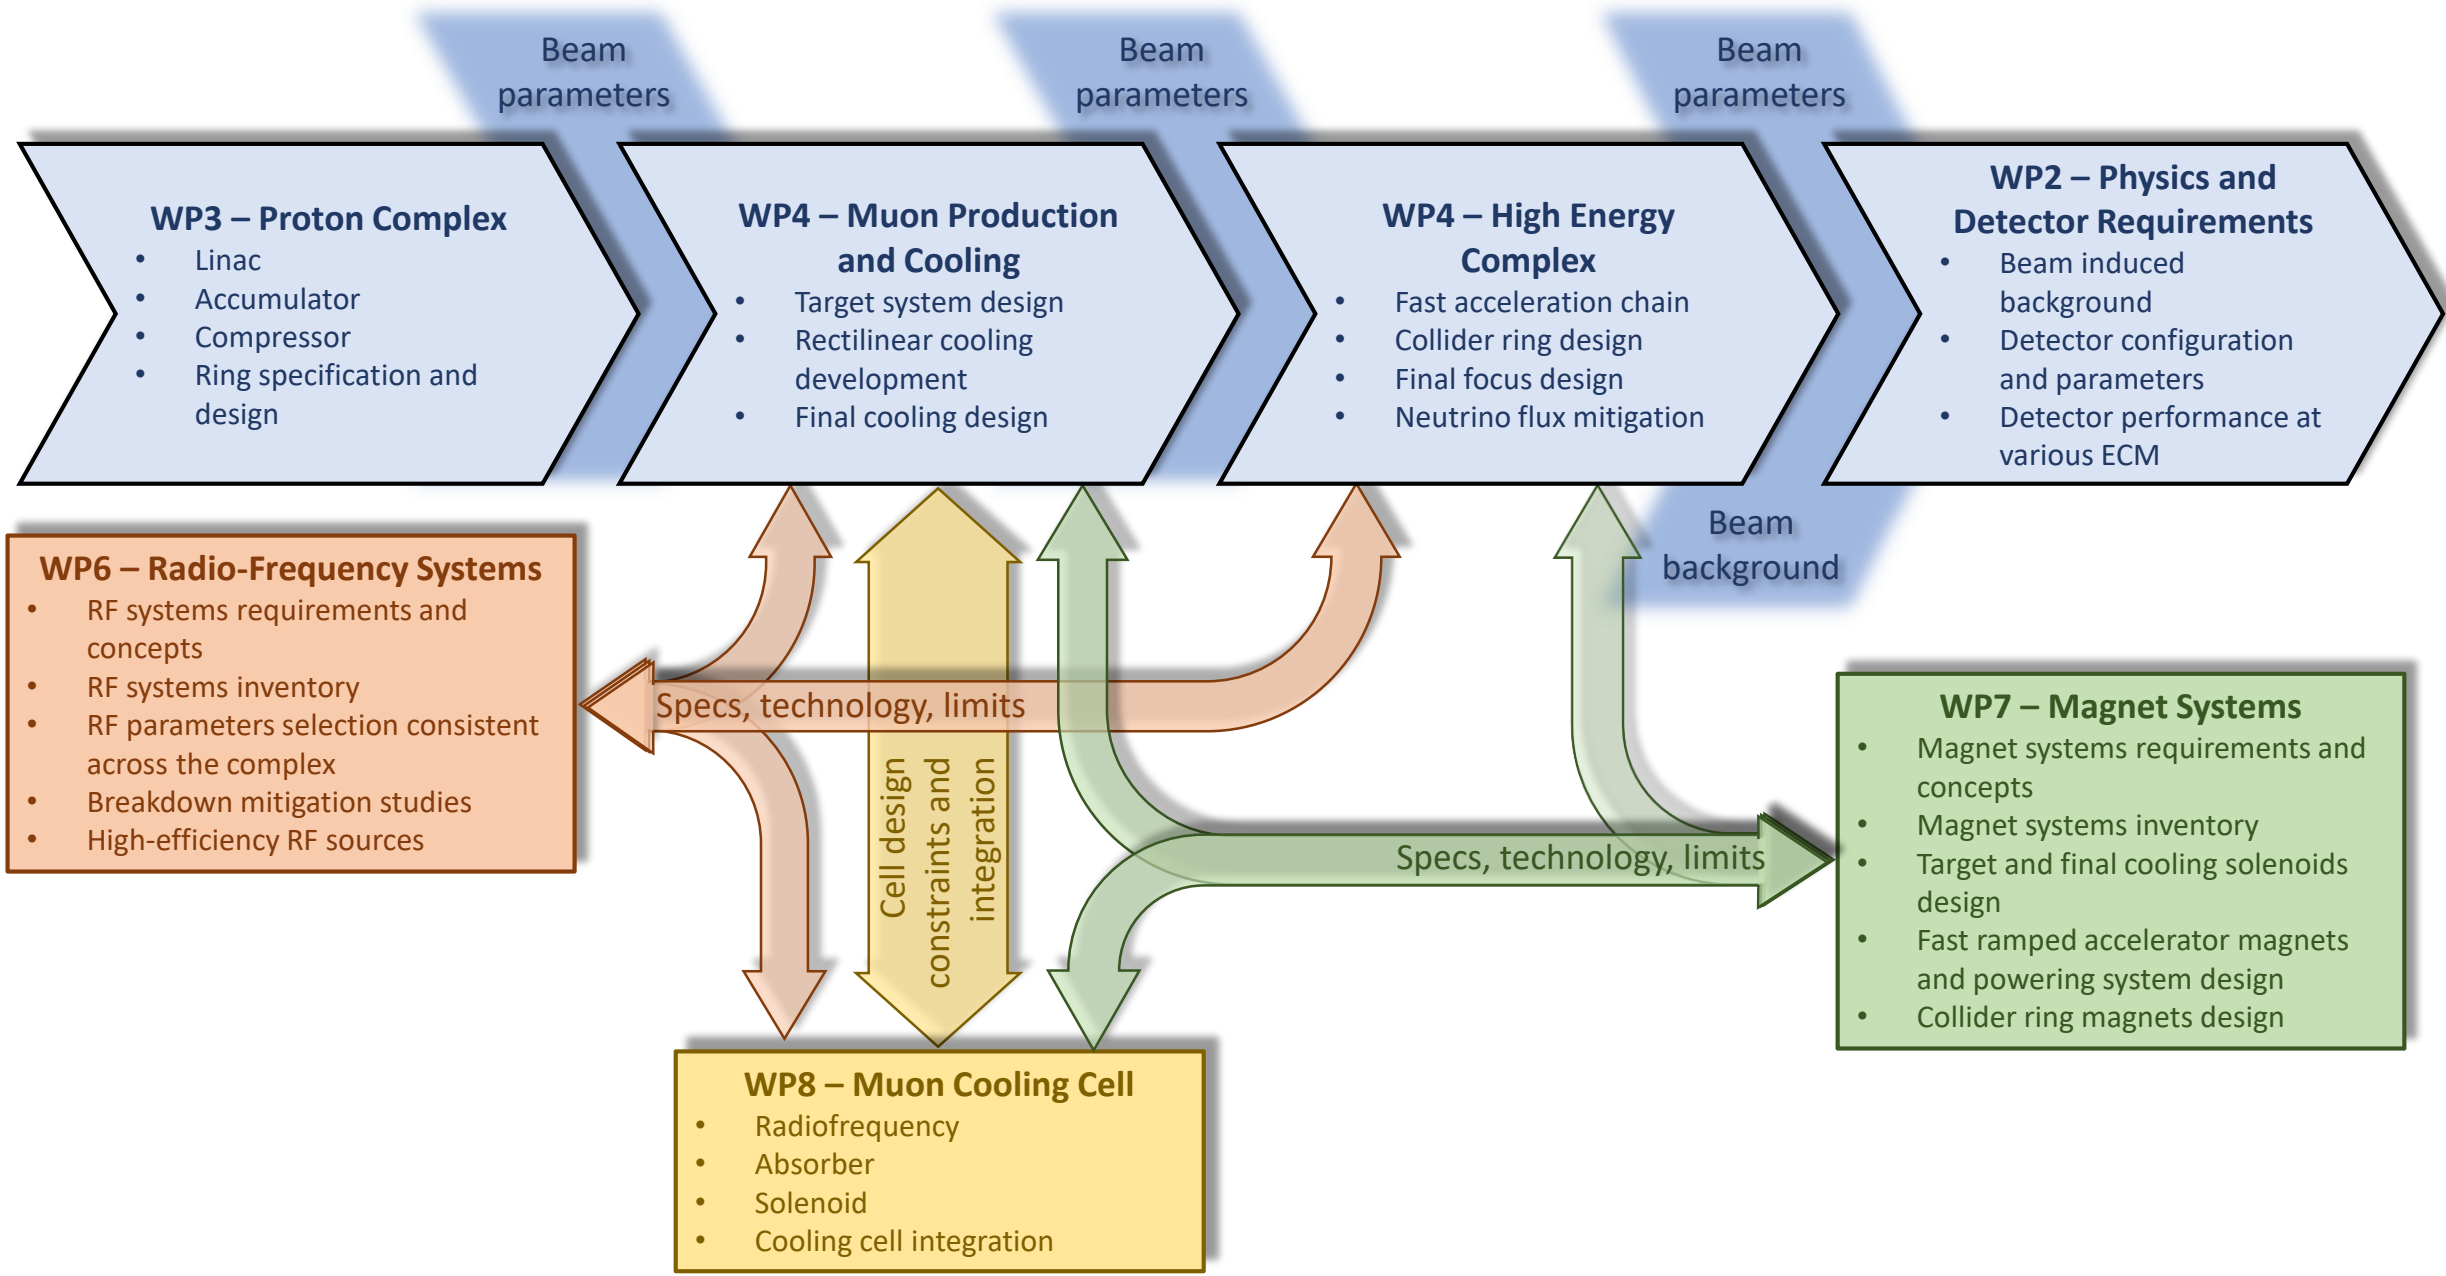 Beam
parameters
Beam
parameters
Beam
parameters
WP3 – Proton Complex
• Linac
• Accumulator
• Compressor
• Ring specification and
design
WP4 – Muon Production
and Cooling
• Target system design
• Rectilinear cooling
development
• Final cooling design
WP4 – High Energy
Complex
• Fast acceleration chain
• Collider ring design
• Final focus design
• Neutrino flux mitigation
WP2 – Physics and
Detector Requirements
• Beam induced
background
• Detector configuration
and parameters
• Detector performance at
various ECM
Beam
background
WP6 – Radio-Frequency Systems
• RF systems requirements and
concepts
• RF systems inventory
• RF parameters selection consistent
across the complex
• Breakdown mitigation studies
• High-efficiency RF sources
Specs, technology, limits
Cell design
constraints and
integration
Specs, technology, limits
WP7 – Magnet Systems
• Magnet systems requirements and
concepts
• Magnet systems inventory
• Target and final cooling solenoids
design
• Fast ramped accelerator magnets
and powering system design
• Collider ring magnets design
WP8 – Muon Cooling Cell
• Radiofrequency
• Absorber
• Solenoid
• Cooling cell integration